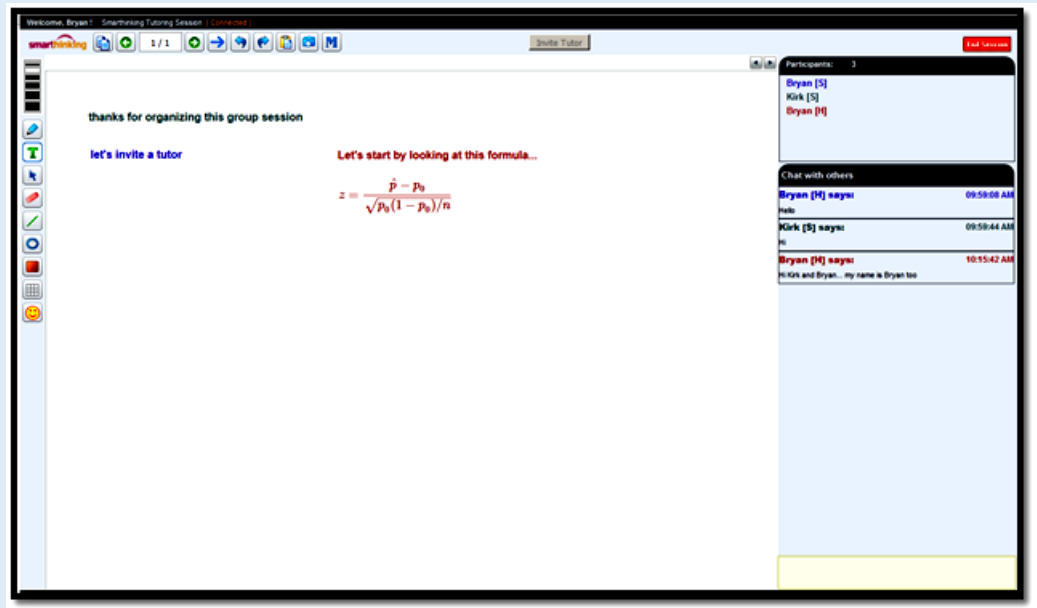 Welcome, Bryan ! Smarthinking Tutoring Session | Connected |
smarthinking 1 / 1 M Invite Tutor End Session
Participants: 3
Bryan [S]
Kirk [S]
Bryan [H]
thanks for organizing this group session
let's invite a tutor
Let's start by looking at this formula...
z = (p̂ − p₀) / √(p₀(1 − p₀)/n)
T
Chat with others
Bryan [H] says: 09:59:08 AM
Hello
Kirk [S] says: 09:59:44 AM
Hi
Bryan [H] says: 10:15:42 AM
Hi Kirk and Bryan... my name is Bryan too